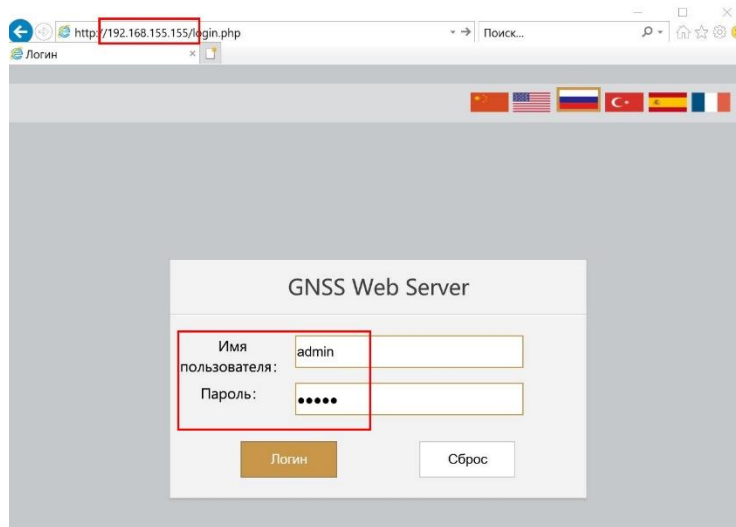 http://192.168.155.155/login.php
Поиск...
Логин
GNSS Web Server
Имя
пользователя:
admin
Пароль:
•••••
Логин
Сброс